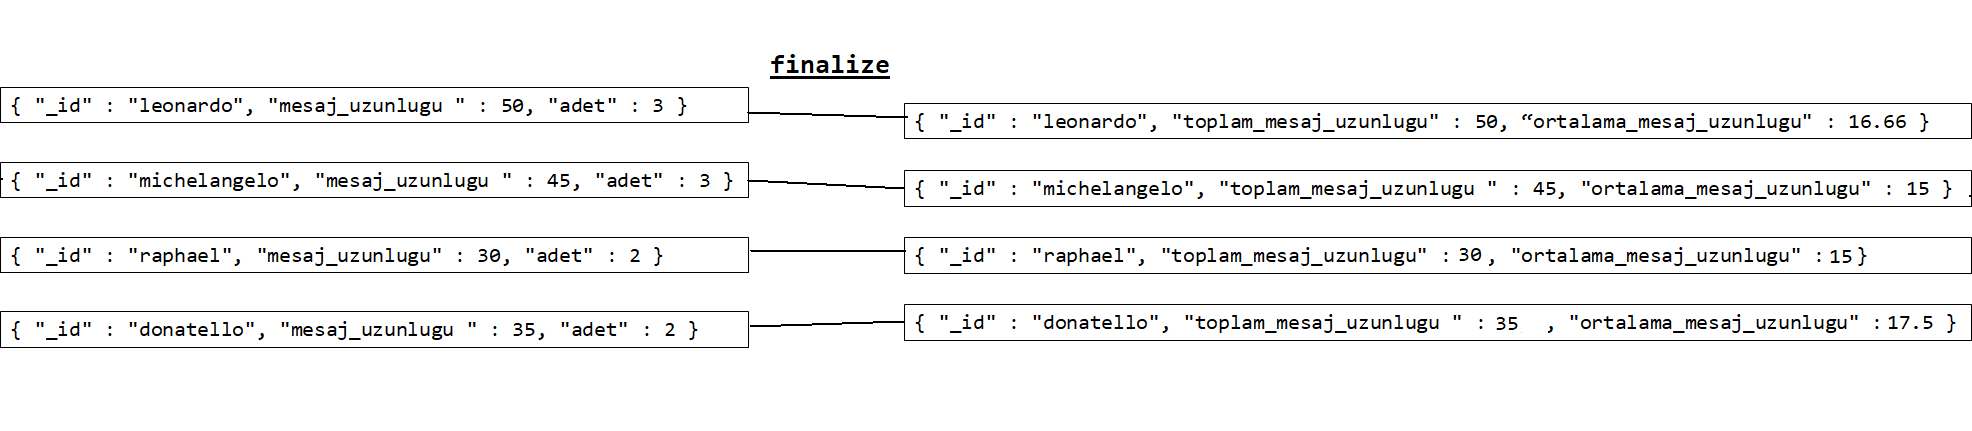 finalize
{ "_id" : "leonardo", "mesaj_uzunlugu " : 50, "adet" : 3 }
{ "_id" : "leonardo", "toplam_mesaj_uzunlugu" : 50, “ortalama_mesaj_uzunlugu" : 16.66 }
{ "_id" : "michelangelo", "mesaj_uzunlugu " : 45, "adet" : 3 }
{ "_id" : "michelangelo", "toplam_mesaj_uzunlugu " : 45, "ortalama_mesaj_uzunlugu" : 15 }
{ "_id" : "raphael", "mesaj_uzunlugu" : 30, "adet" : 2 }
{ "_id" : "raphael", "toplam_mesaj_uzunlugu" : 30 , "ortalama_mesaj_uzunlugu" : 15 }
{ "_id" : "donatello", "mesaj_uzunlugu " : 35, "adet" : 2 }
{ "_id" : "donatello", "toplam_mesaj_uzunlugu " : 35 , "ortalama_mesaj_uzunlugu" : 17.5 }